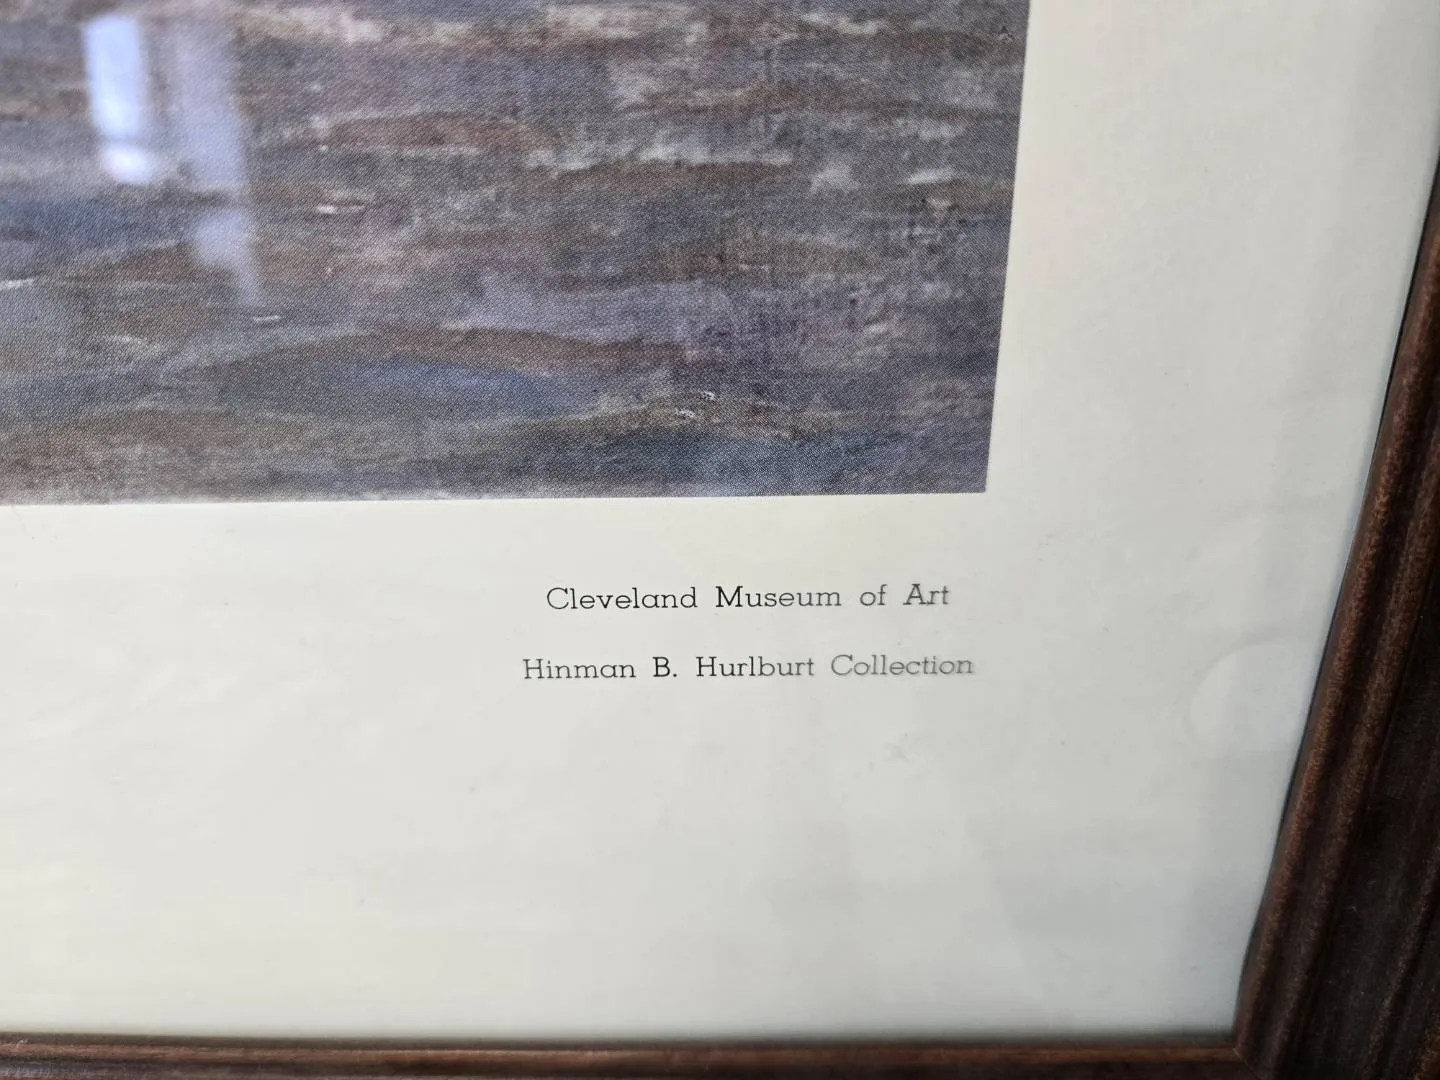 Cleveland Museum of Art
Hinman B. Hurlburt Collection